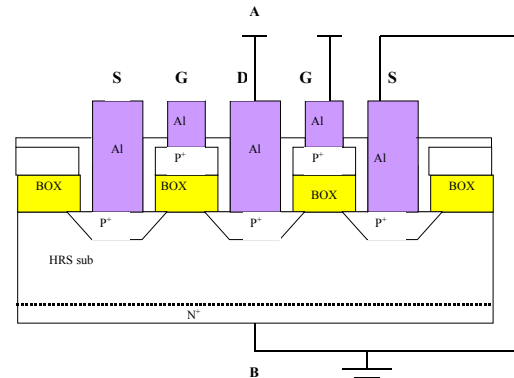 A
S G D G S
Al Al Al Al Al
P⁺ P⁺
BOX BOX BOX BOX
P⁺ P⁺ P⁺
HRS sub
N⁺
B